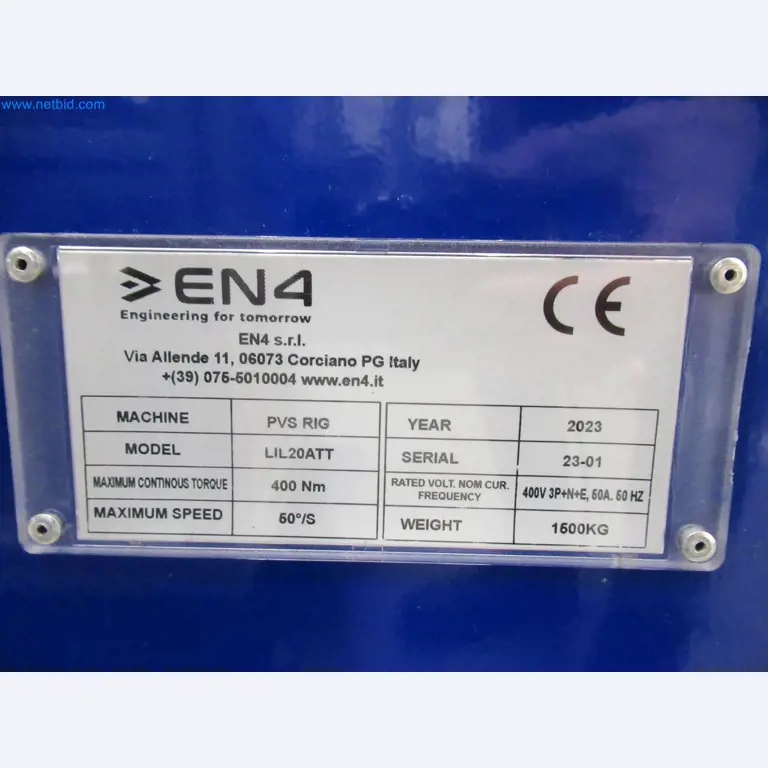 www.netbid.com
EN4
Engineering for tomorrow
EN4 s.r.l.
Via Allende 11, 06073 Corciano PG Italy
+(39) 075-5010004 www.en4.it
CE
MACHINE PVS RIG
MODEL LIL20ATT
MAXIMUM CONTINOUS TORQUE 400 Nm
MAXIMUM SPEED 50°/S
YEAR 2023
SERIAL 23-01
RATED VOLT. NOM CUR.
FREQUENCY 400V 3P+N+E, 50A. 50 HZ
WEIGHT 1500KG